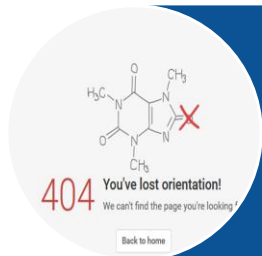 O
CH₃
H₃C
N
N
O
N
N
CH₃
404
You've lost orientation!
We can't find the page you're looking
Back to home